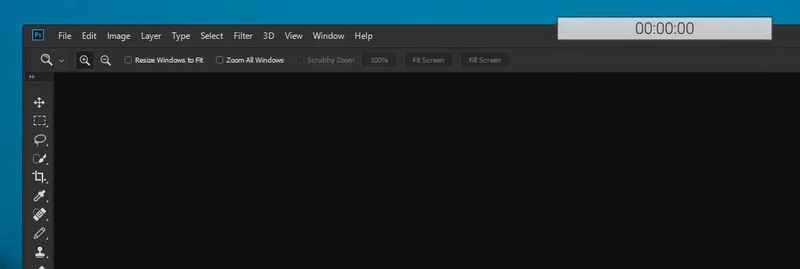 00:00:00
Ps File Edit Image Layer Type Select Filter 3D View Window Help
Resize Windows to Fit Zoom All Windows Scrubby Zoom 100% Fit Screen Fill Screen